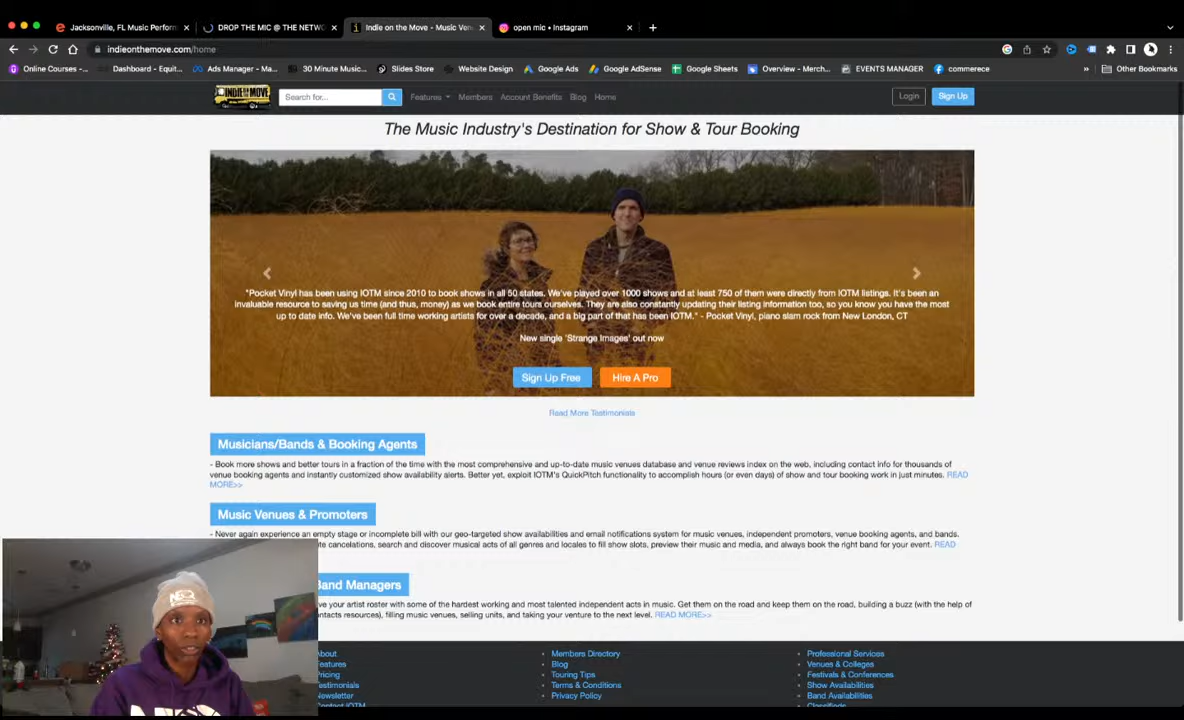 Jacksonville, FL Music Perform
DROP THE MIC @ THE NETW
Indie on the Move - Music Ven
open mic • Instagram
indieonthemove.com/home
Online Courses -...
Dashboard - Equit...
Ads Manager - Ma...
30 Minute Music...
Slides Store
Website Design
Google Ads
Google AdSense
Google Sheets
Overview - Merch...
EVENTS MANAGER
commerece
»
Other Bookmarks
INDIE ON THE MOVE
Search for...
Features
Members
Account Benefits
Blog
Home
Login
Sign Up
The Music Industry's Destination for Show & Tour Booking
"Pocket Vinyl has been using IOTM since 2010 to book shows in all 50 states. We've played over 1000 shows and at least 750 of them were directly from IOTM listings. It's been an
invaluable resource to saving us time (and thus, money) as we book entire tours ourselves. They are also constantly updating their listing information too, so you know you have the most
up to date info. We've been full time working artists for over a decade, and a big part of that has been IOTM." - Pocket Vinyl, piano slam rock from New London, CT
New single 'Strange Images' out now
Sign Up Free
Hire A Pro
Read More Testimonials
Musicians/Bands & Booking Agents
- Book more shows and better tours in a fraction of the time with the most comprehensive and up-to-date music venues database and venue reviews index on the web, including contact info for thousands of
venue booking agents and instantly customized show availability alerts. Better yet, exploit IOTM's QuickPitch functionality to accomplish hours (or even days) of show and tour booking work in just minutes. READ
MORE>>
Music Venues & Promoters
- Never again experience an empty stage or incomplete bill with our geo-targeted show availabilities and email notifications system for music venues, independent promoters, venue booking agents, and bands.
te cancelations, search and discover musical acts of all genres and locales to fill show slots, preview their music and media, and always book the right band for your event. READ
Band Managers
ve your artist roster with some of the hardest working and most talented independent acts in music. Get them on the road and keep them on the road, building a buzz (with the help of
ontacts resources), filling music venues, selling units, and taking your venture to the next level. READ MORE>>
About
Features
Pricing
Testimonials
Newsletter
Contact IOTM
Members Directory
Blog
Touring Tips
Terms & Conditions
Privacy Policy
Professional Services
Venues & Colleges
Festivals & Conferences
Show Availabilities
Band Availabilities
Classifieds